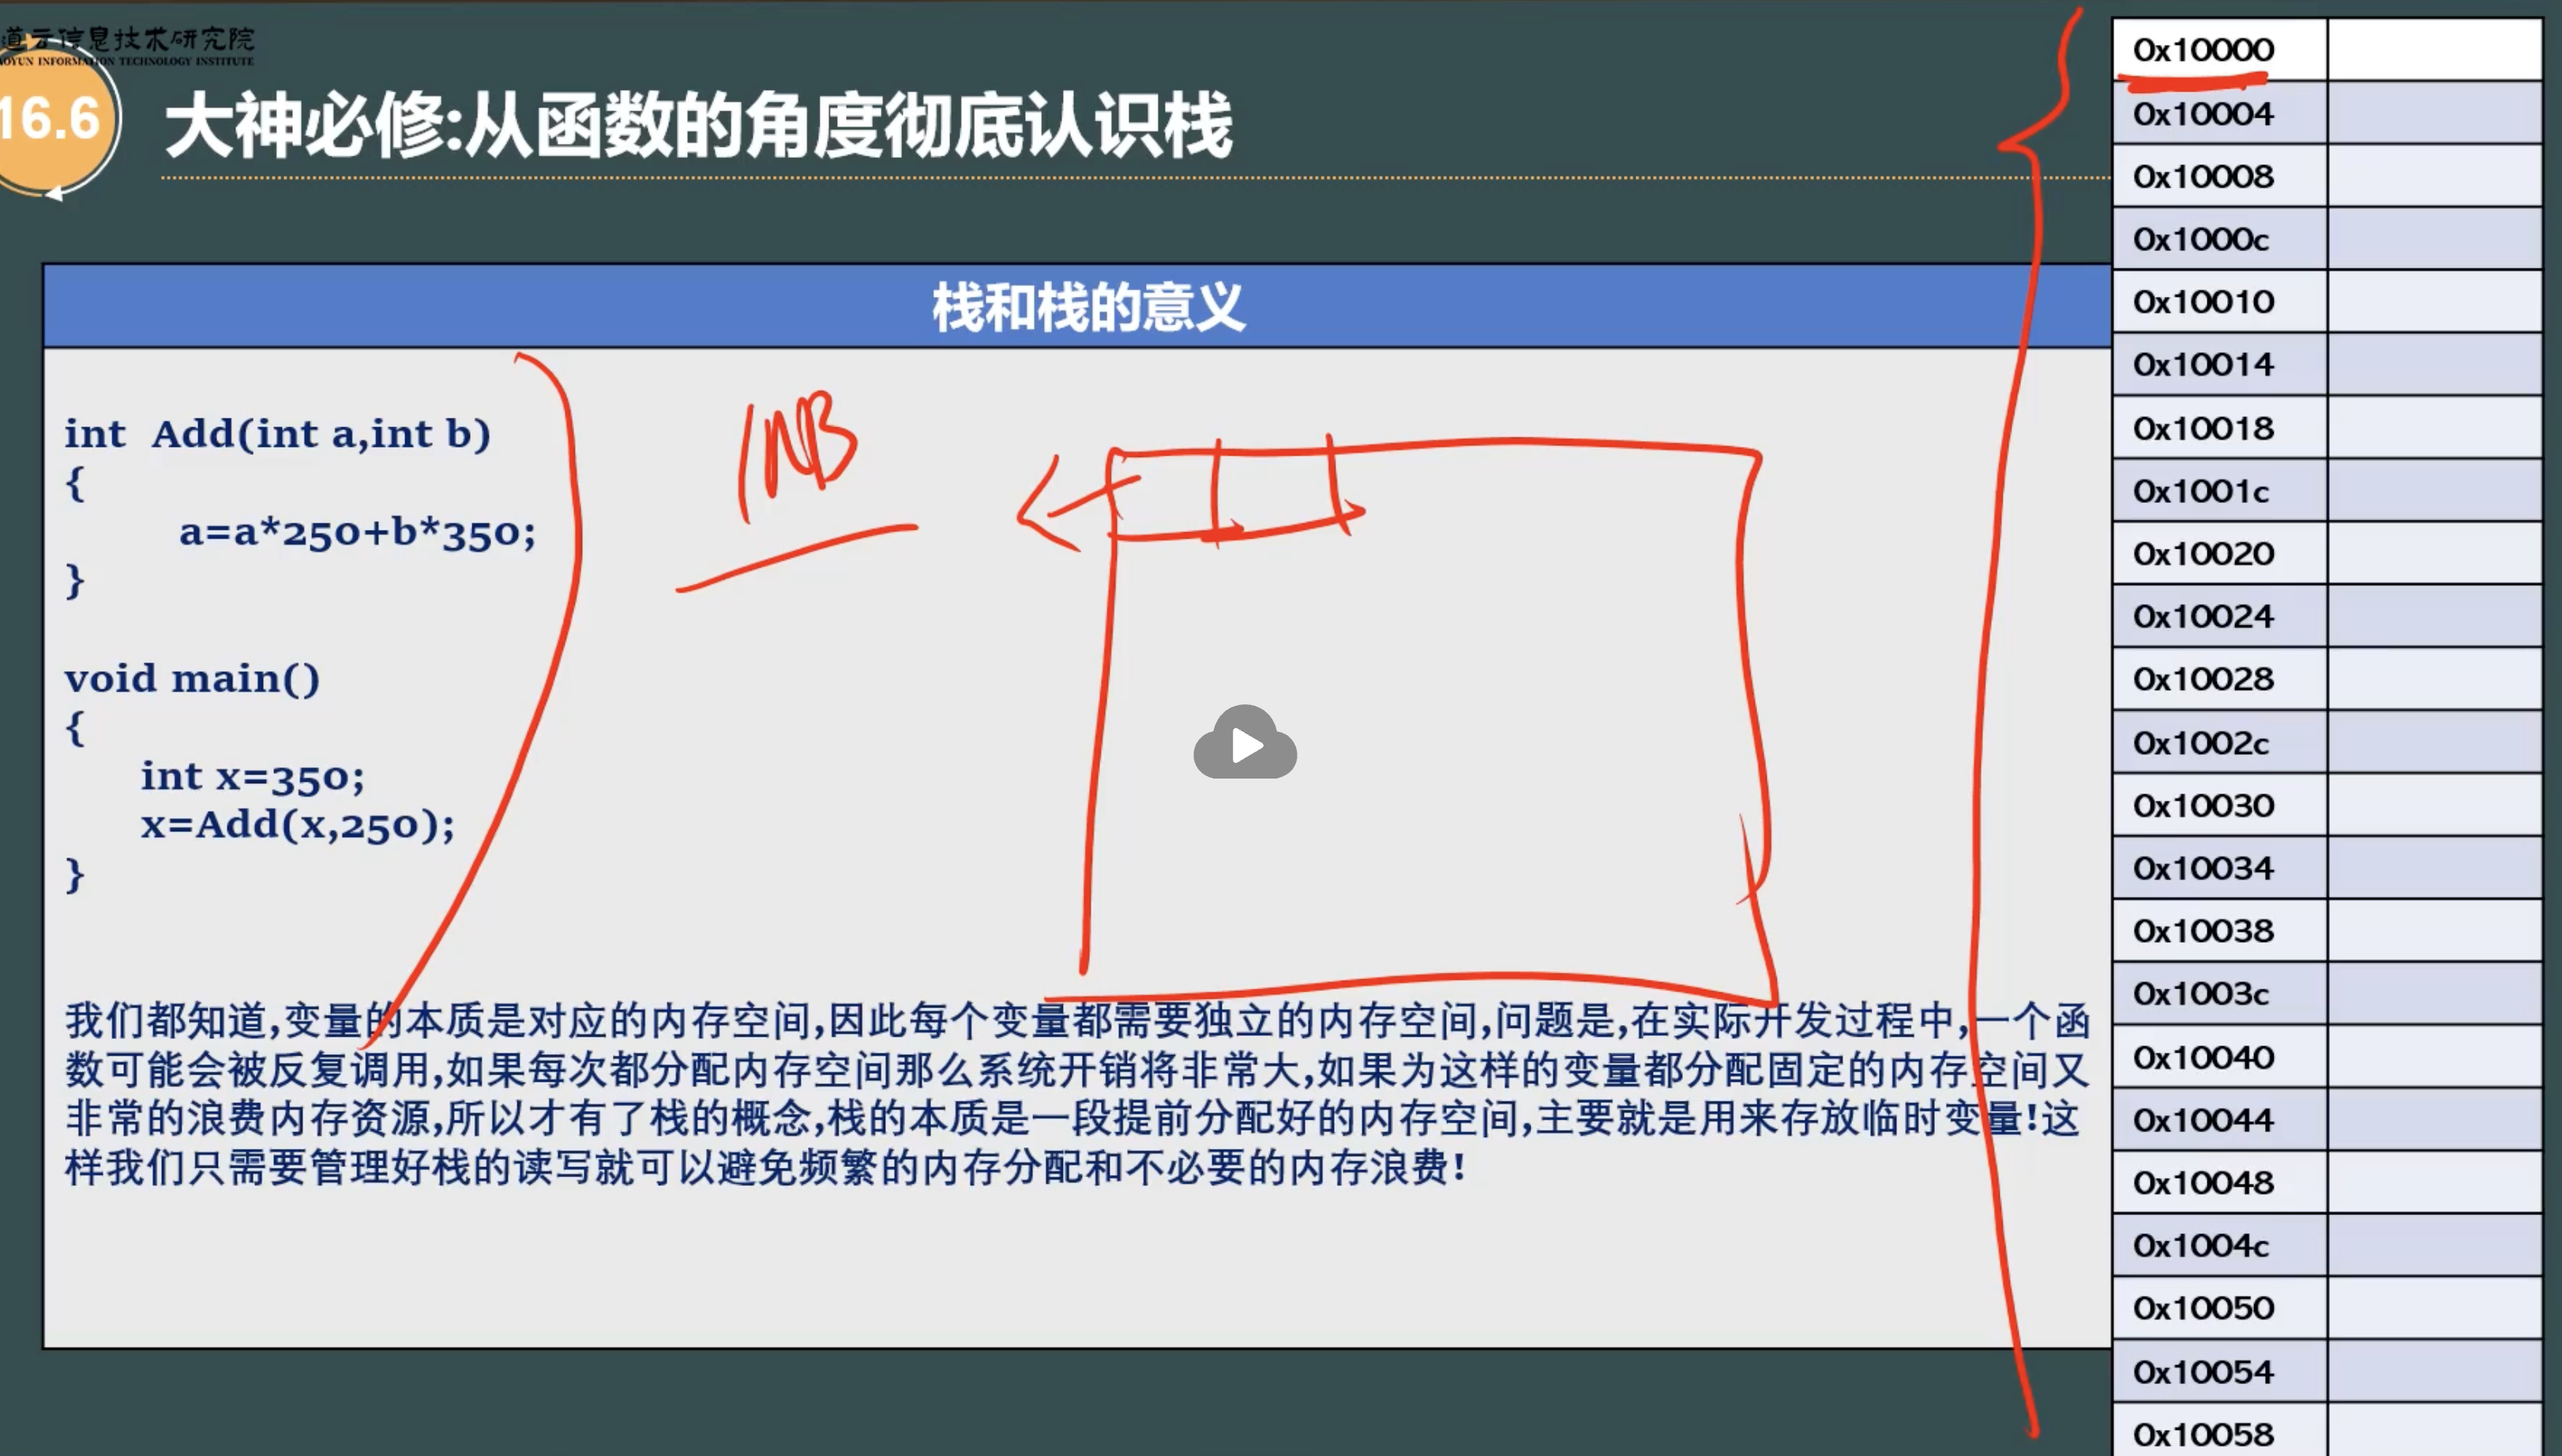 道云信息技术研究院
AOYUN INFORMATION TECHNOLOGY INSTITUTE
16.6
大神必修:从函数的角度彻底认识栈
栈和栈的意义
int Add(int a,int b)
{
a=a*250+b*350;
}
void main()
{
int x=350;
x=Add(x,250);
}
1MB
我们都知道,变量的本质是对应的内存空间,因此每个变量都需要独立的内存空间,问题是,在实际开发过程中,一个函
数可能会被反复调用,如果每次都分配内存空间那么系统开销将非常大,如果为这样的变量都分配固定的内存空间又
非常的浪费内存资源,所以才有了栈的概念,栈的本质是一段提前分配好的内存空间,主要就是用来存放临时变量!这
样我们只需要管理好栈的读写就可以避免频繁的内存分配和不必要的内存浪费!
0x10000
0x10004
0x10008
0x1000c
0x10010
0x10014
0x10018
0x1001c
0x10020
0x10024
0x10028
0x1002c
0x10030
0x10034
0x10038
0x1003c
0x10040
0x10044
0x10048
0x1004c
0x10050
0x10054
0x10058